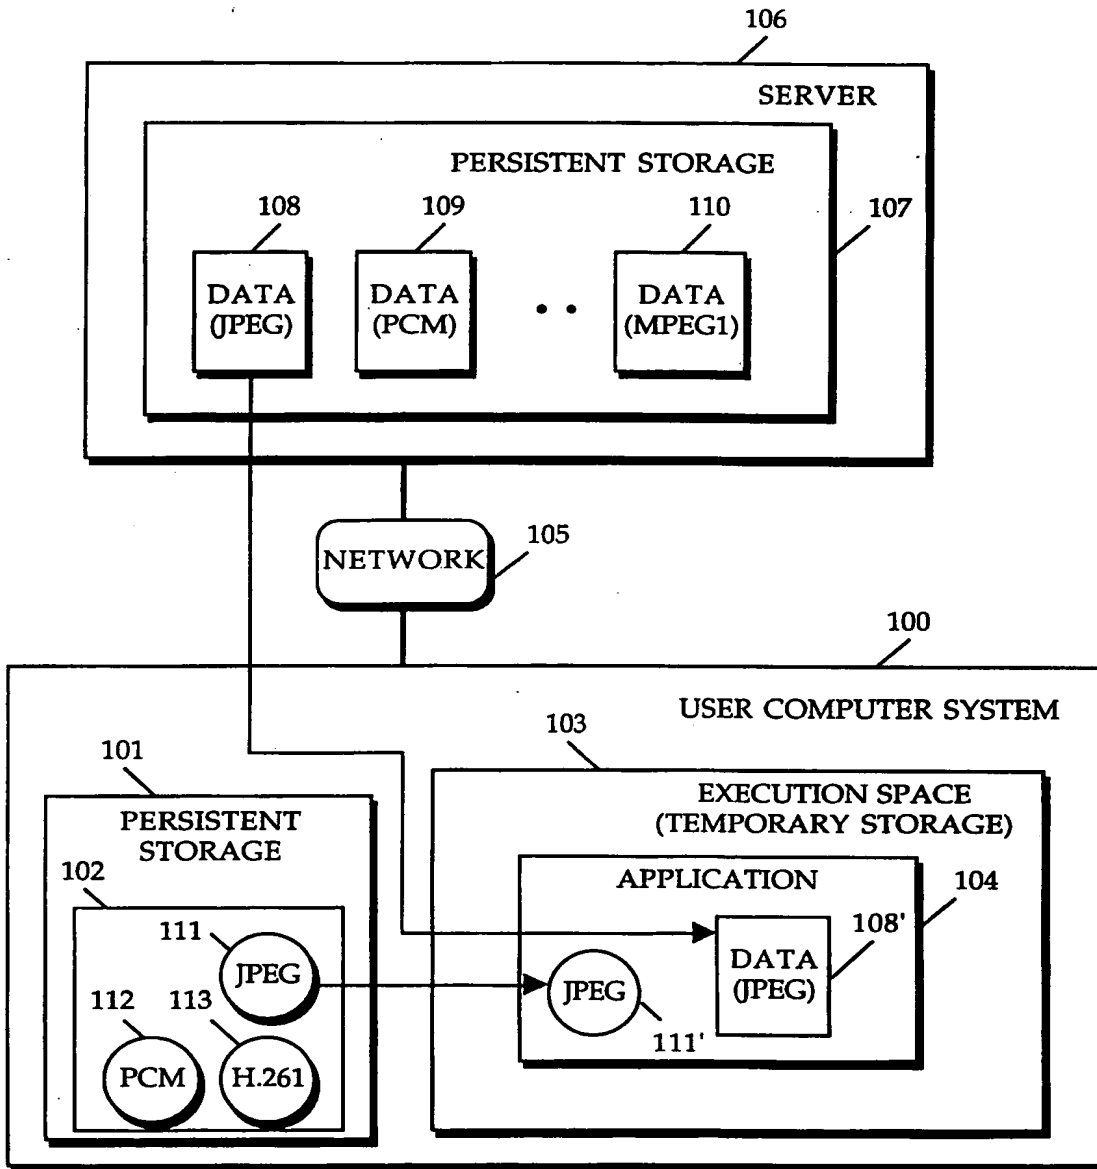 106
SERVER
PERSISTENT STORAGE
108
109
110
107
DATA
(JPEG)
DATA
(PCM)
DATA
(MPEG1)
NETWORK
105
100
USER COMPUTER SYSTEM
101
103
PERSISTENT
STORAGE
EXECUTION SPACE
(TEMPORARY STORAGE)
102
APPLICATION
104
111
JPEG
108'
DATA
(JPEG)
112
113
JPEG
111'
PCM
H.261